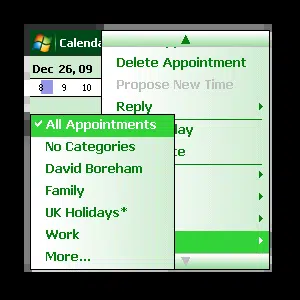 Calenda
Dec 26, 09
8 9 10
Delete Appointment
Propose New Time
Reply
lay
te
✓ All Appointments
No Categories
David Boreham
Family
UK Holidays*
Work
More...